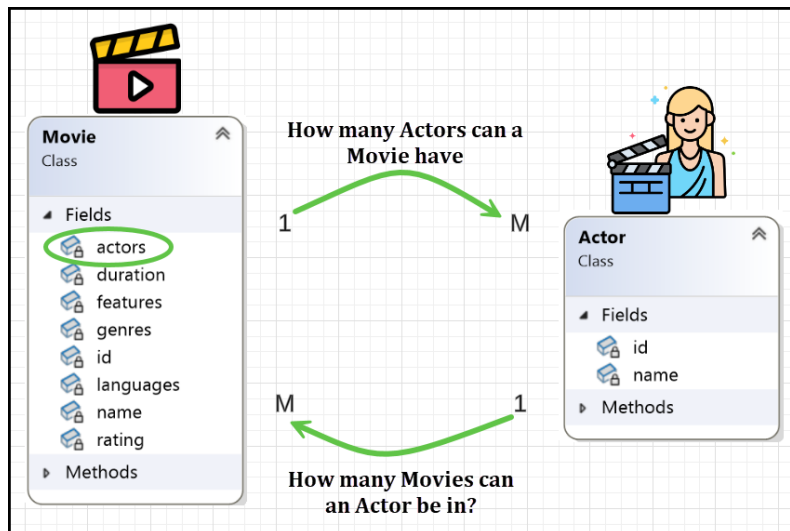 Movie
Class
Fields
actors
duration
features
genres
id
languages
name
rating
Methods
How many Actors can a
Movie have
1
M
M
1
How many Movies can
an Actor be in?
Actor
Class
Fields
id
name
Methods